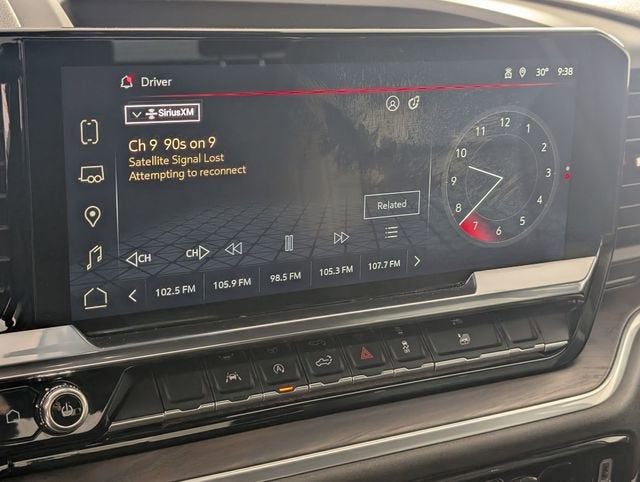 Driver
30° 9:38
SiriusXM
Ch 9 90s on 9
Satellite Signal Lost
Attempting to reconnect
Related
CH CH
102.5 FM 105.9 FM 98.5 FM 105.3 FM 107.7 FM
12
1
2
3
4
5
6
7
8
9
10
11